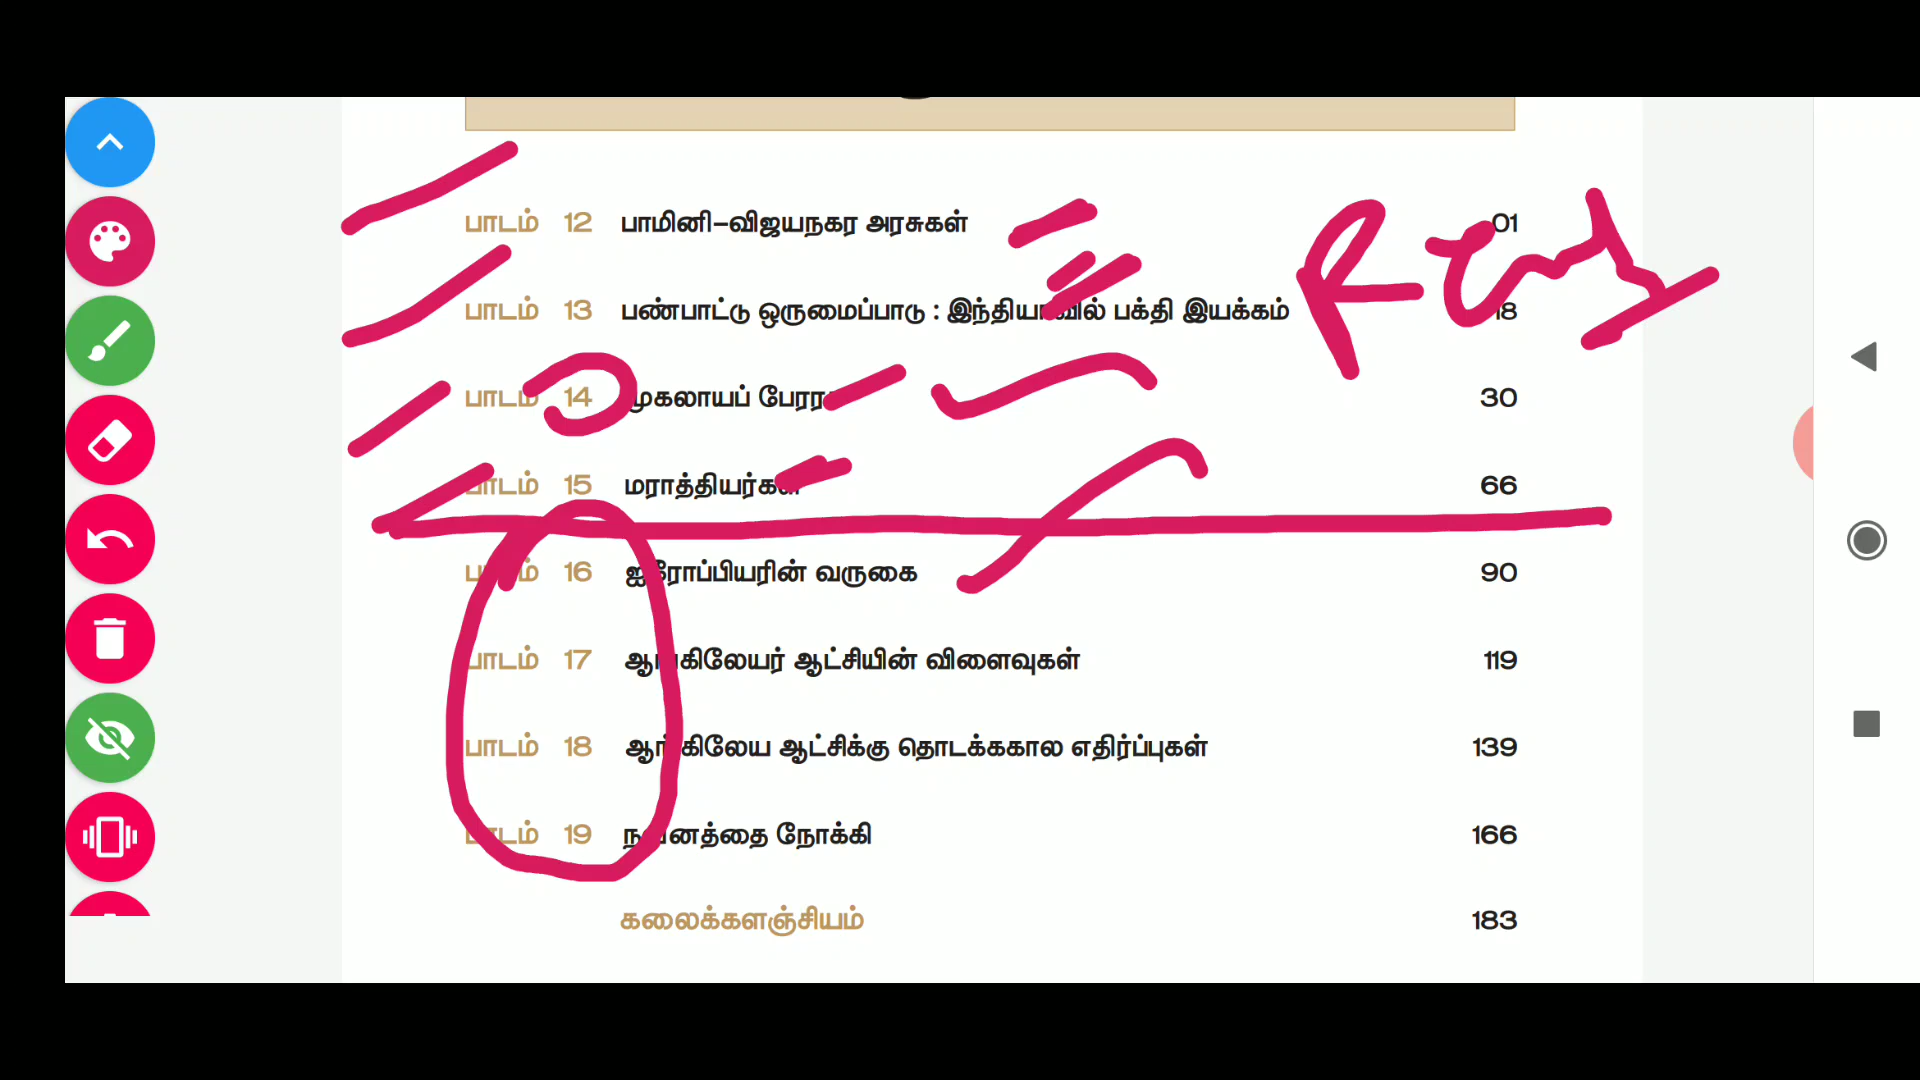 பாடம் 12 பாமினி–விஜயநகர அரசுகள் 01
பாடம் 13 பண்பாட்டு ஒருமைப்பாடு : இந்தியாவில் பக்தி இயக்கம் 18
பாடம் 14 முகலாயப் 30
பாடம் 15 மராத்தியர்கள் 66
பாடம் 16 ஐரோப்பியரின் வருகை 90
பாடம் 17 ஆங்கிலேயர் ஆட்சியின் விளைவுகள் 119
பாடம் 18 ஆங்கிலேய ஆட்சிக்கு தொடக்ககால எதிர்ப்புகள் 139
பாடம் 19 நவீனத்தை நோக்கி 166
கலைக்களஞ்சியம் 183